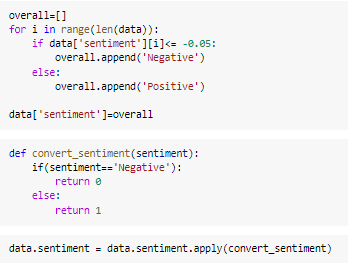 overall=[]
for i in range(len(data)):
    if data['sentiment'][i]<= -0.05:
        overall.append('Negative')
    else:
        overall.append('Positive')
data['sentiment']=overall
def convert_sentiment(sentiment):
    if(sentiment=='Negative'):
        return 0
    else:
        return 1
data.sentiment = data.sentiment.apply(convert_sentiment)